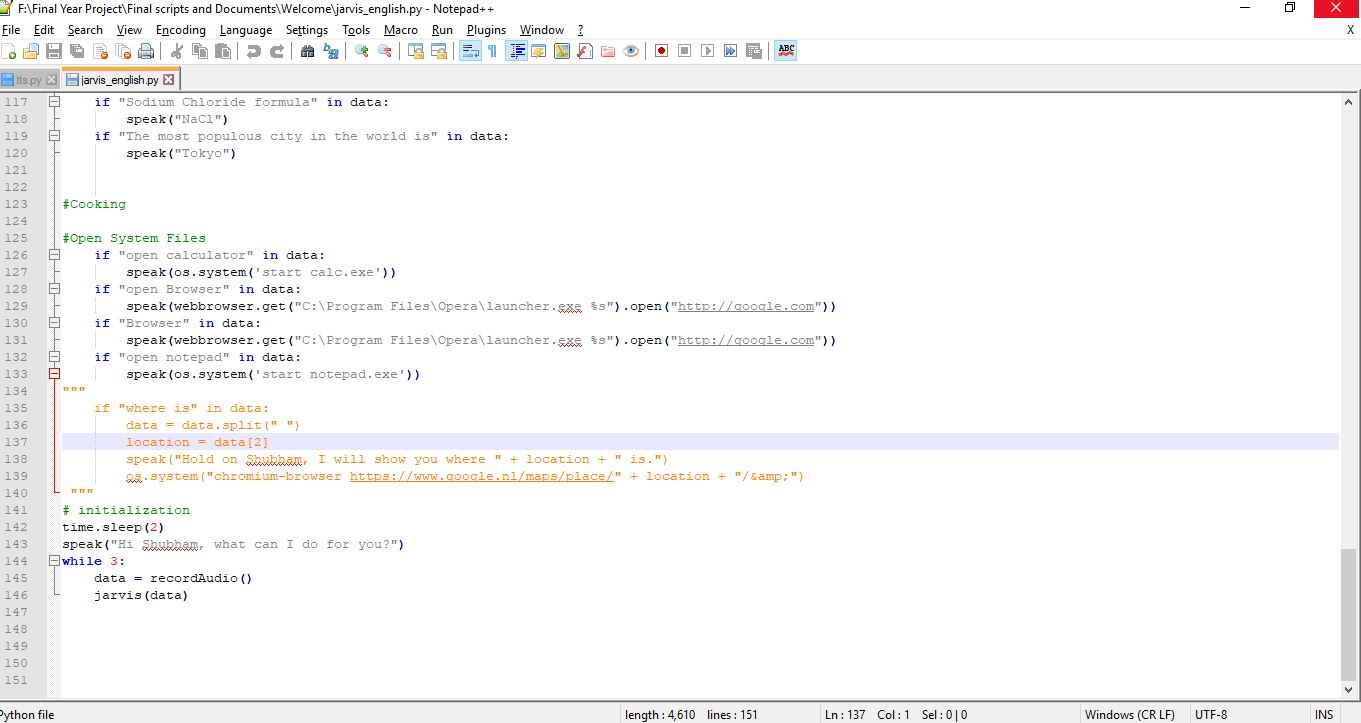 F:\Final Year Project\Final scripts and Documents\Welcome\jarvis_english.py - Notepad++
File Edit Search View Encoding Language Settings Tools Macro Run Plugins Window ? X
ABC
tts.py jarvis_english.py
117     if "Sodium Chloride formula" in data:
118         speak("NaCl")
119     if "The most populous city in the world is" in data:
120         speak("Tokyo")
121
122
123 #Cooking
124
125 #Open System Files
126     if "open calculator" in data:
127         speak(os.system('start calc.exe'))
128     if "open Browser" in data:
129         speak(webbrowser.get("C:\Program Files\Opera\launcher.exe %s").open("http://google.com"))
130     if "Browser" in data:
131         speak(webbrowser.get("C:\Program Files\Opera\launcher.exe %s").open("http://google.com"))
132     if "open notepad" in data:
133         speak(os.system('start notepad.exe'))
134 """
135     if "where is" in data:
136         data = data.split(" ")
137         location = data[2]
138         speak("Hold on Shubham, I will show you where " + location + " is.")
139         os.system("chromium-browser https://www.google.nl/maps/place/" + location + "/&amp;")
140  """
141 # initialization
142 time.sleep(2)
143 speak("Hi Shubham, what can I do for you?")
144 while 3:
145     data = recordAudio()
146     jarvis(data)
147
148
149
150
151
Python file length : 4,610 lines : 151 Ln : 137 Col : 1 Sel : 0 | 0 Windows (CR LF) UTF-8 INS